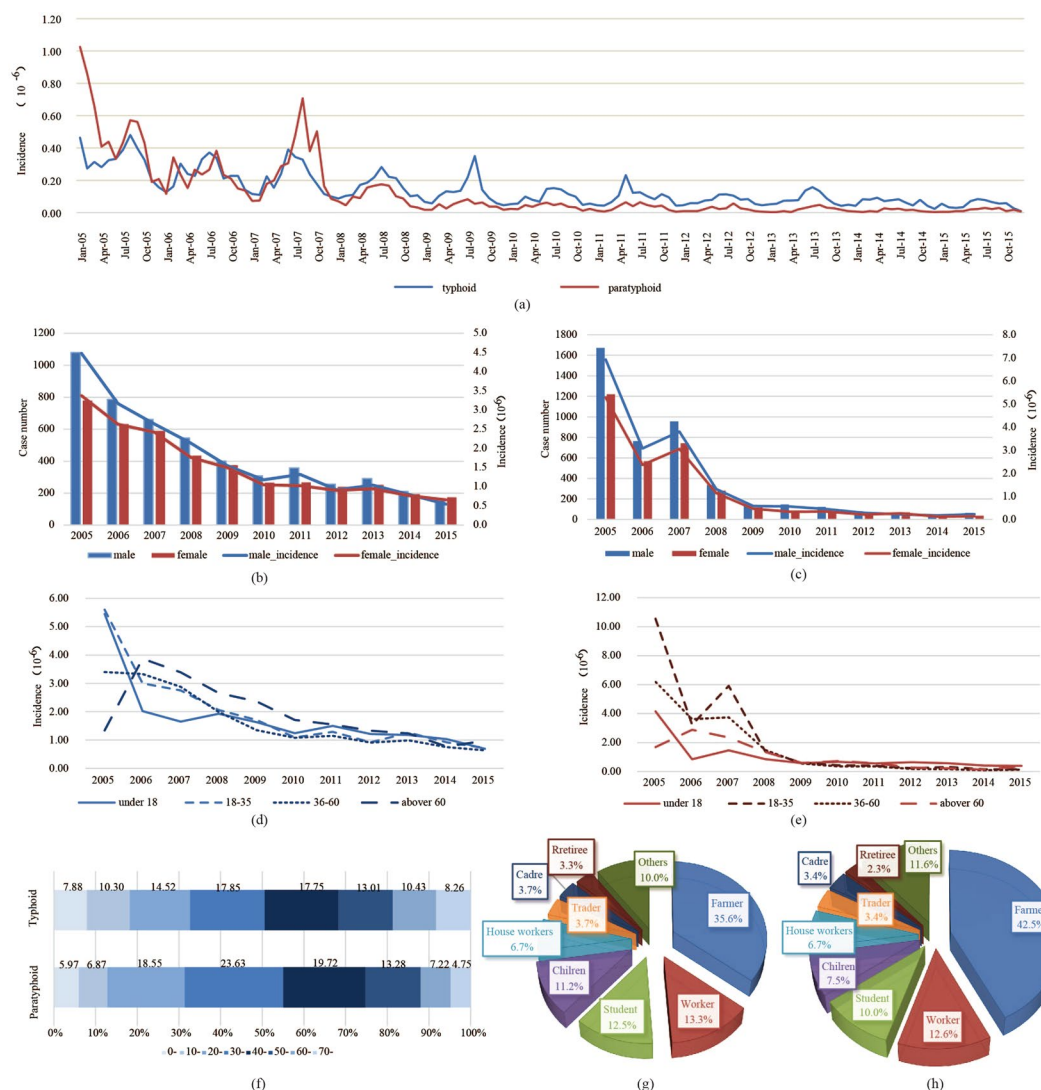 1.20
1.00
0.80
0.60
0.40
0.20
0.00
Incidence （10 -6）
Jan-05 Apr-05 Jul-05 Oct-05 Jan-06 Apr-06 Jul-06 Oct-06 Jan-07 Apr-07 Jul-07 Oct-07 Jan-08 Apr-08 Jul-08 Oct-08 Jan-09 Apr-09 Jul-09 Oct-09 Jan-10 Apr-10 Jul-10 Oct-10 Jan-11 Apr-11 Jul-11 Oct-11 Jan-12 Apr-12 Jul-12 Oct-12 Jan-13 Apr-13 Jul-13 Oct-13 Jan-14 Apr-14 Jul-14 Oct-14 Jan-15 Apr-15 Jul-15 Oct-15
typhoid paratyphoid
(a)
1200
1000
800
600
400
200
0
Case number
5.0
4.5
4.0
3.5
3.0
2.5
2.0
1.5
1.0
0.5
0.0
Incidence（10-6）
2005 2006 2007 2008 2009 2010 2011 2012 2013 2014 2015
male female male_incidence female_incidence
(b)
1800
1600
1400
1200
1000
800
600
400
200
0
Case number
8.0
7.0
6.0
5.0
4.0
3.0
2.0
1.0
0.0
Incidence（10-6）
2005 2006 2007 2008 2009 2010 2011 2012 2013 2014 2015
male female male_incidence female_incidence
(c)
6.00
5.00
4.00
3.00
2.00
1.00
0.00
Incidence （10-6）
2005 2006 2007 2008 2009 2010 2011 2012 2013 2014 2015
under 18 18-35 36-60 abover 60
(d)
12.00
10.00
8.00
6.00
4.00
2.00
0.00
Icidence （10-6）
2005 2006 2007 2008 2009 2010 2011 2012 2013 2014 2015
under 18 18-35 36-60 abover 60
(e)
Typhoid
7.88 10.30 14.52 17.85 17.75 13.01 10.43 8.26
Paratyphoid
5.97 6.87 18.55 23.63 19.72 13.28 7.22 4.75
0% 10% 20% 30% 40% 50% 60% 70% 80% 90% 100%
0- 10- 20- 30- 40- 50- 60- 70-
(f)
Rretiree
3.3%
Others
10.0%
Cadre
3.7%
Trader
3.7%
Farmer
35.6%
House workers
6.7%
Chilren
11.2%
Student
12.5%
Worker
13.3%
(g)
Rretiree
2.3%
Others
11.6%
Cadre
3.4%
Trader
3.4%
Farmer
42.5%
House workers
6.7%
Chilren
7.5%
Student
10.0%
Worker
12.6%
(h)